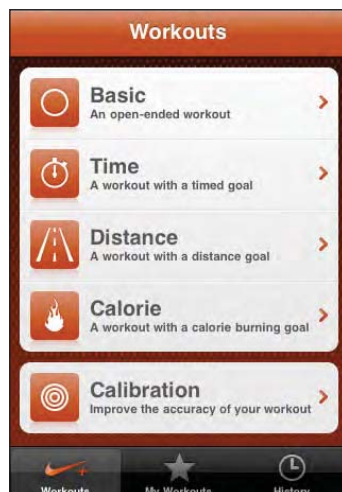 Workouts
Basic
An open-ended workout
Time
A workout with a timed goal
Distance
A workout with a distance goal
Calorie
A workout with a calorie burning goal
Calibration
Improve the accuracy of your workout
Workouts My Workouts History